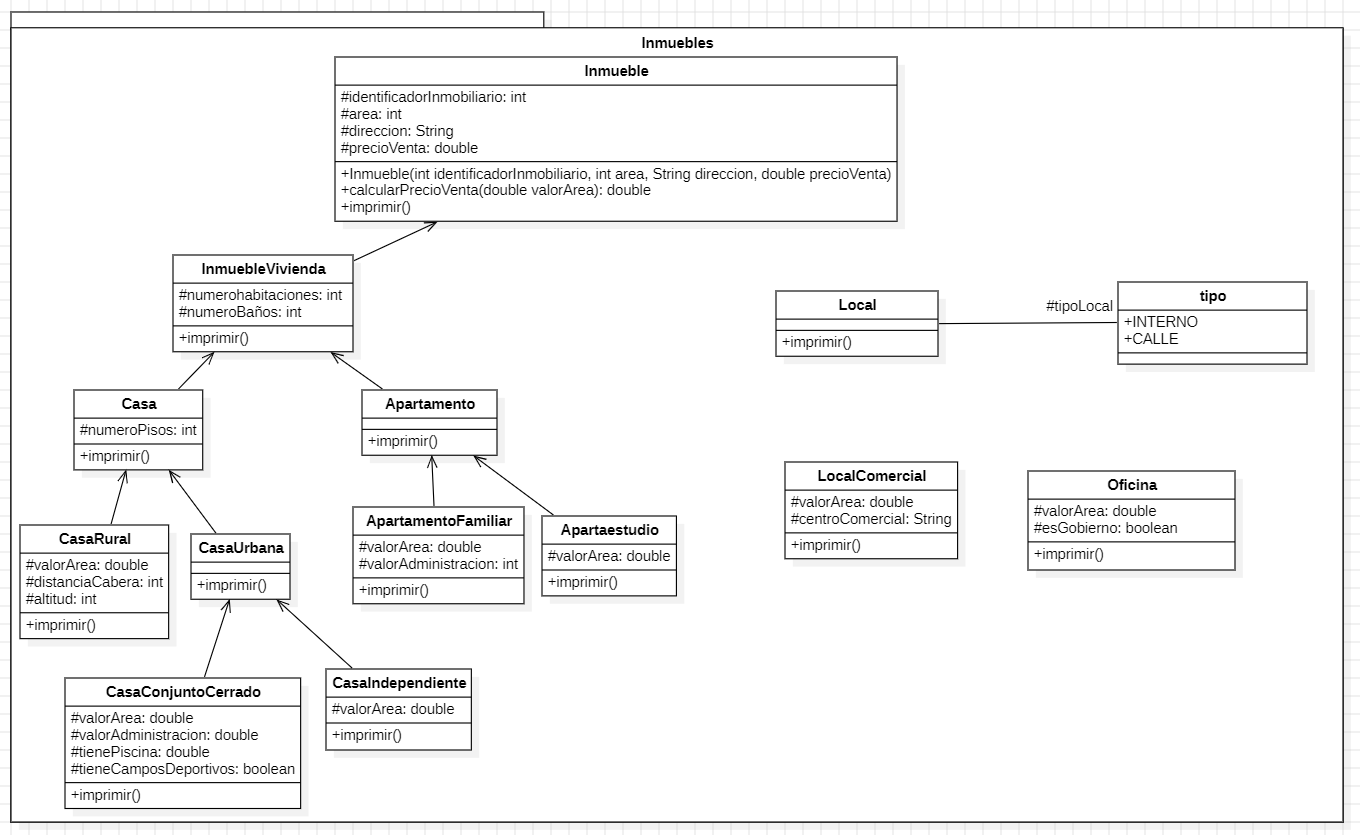 Inmuebles
Inmueble
#identificadorInmobiliario: int
#area: int
#direccion: String
#precioVenta: double
+Inmueble(int identificadorInmobiliario, int area, String direccion, double precioVenta)
+calcularPrecioVenta(double valorArea): double
+imprimir()
InmuebleVivienda
#numerohabitaciones: int
#numeroBaños: int
+imprimir()
Local
+imprimir()
#tipoLocal
tipo
+INTERNO
+CALLE
Casa
#numeroPisos: int
+imprimir()
Apartamento
+imprimir()
LocalComercial
#valorArea: double
#centroComercial: String
+imprimir()
Oficina
#valorArea: double
#esGobierno: boolean
+imprimir()
CasaRural
#valorArea: double
#distanciaCabera: int
#altitud: int
+imprimir()
CasaUrbana
+imprimir()
ApartamentoFamiliar
#valorArea: double
#valorAdministracion: int
+imprimir()
Apartaestudio
#valorArea: double
+imprimir()
CasaConjuntoCerrado
#valorArea: double
#valorAdministracion: double
#tienePiscina: double
#tieneCamposDeportivos: boolean
+imprimir()
CasaIndependiente
#valorArea: double
+imprimir()